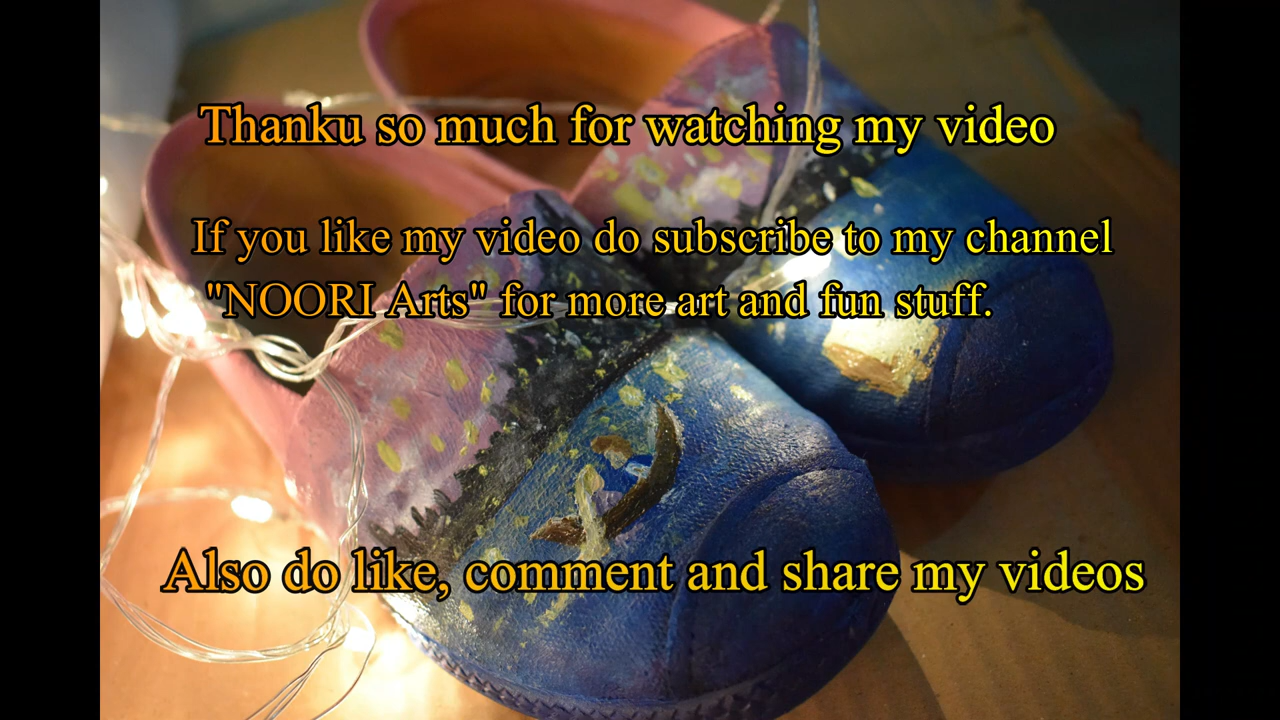 Thanku so much for watching my video
If you like my video do subscribe to my channel
"NOORI Arts" for more art and fun stuff.
Also do like, comment and share my videos